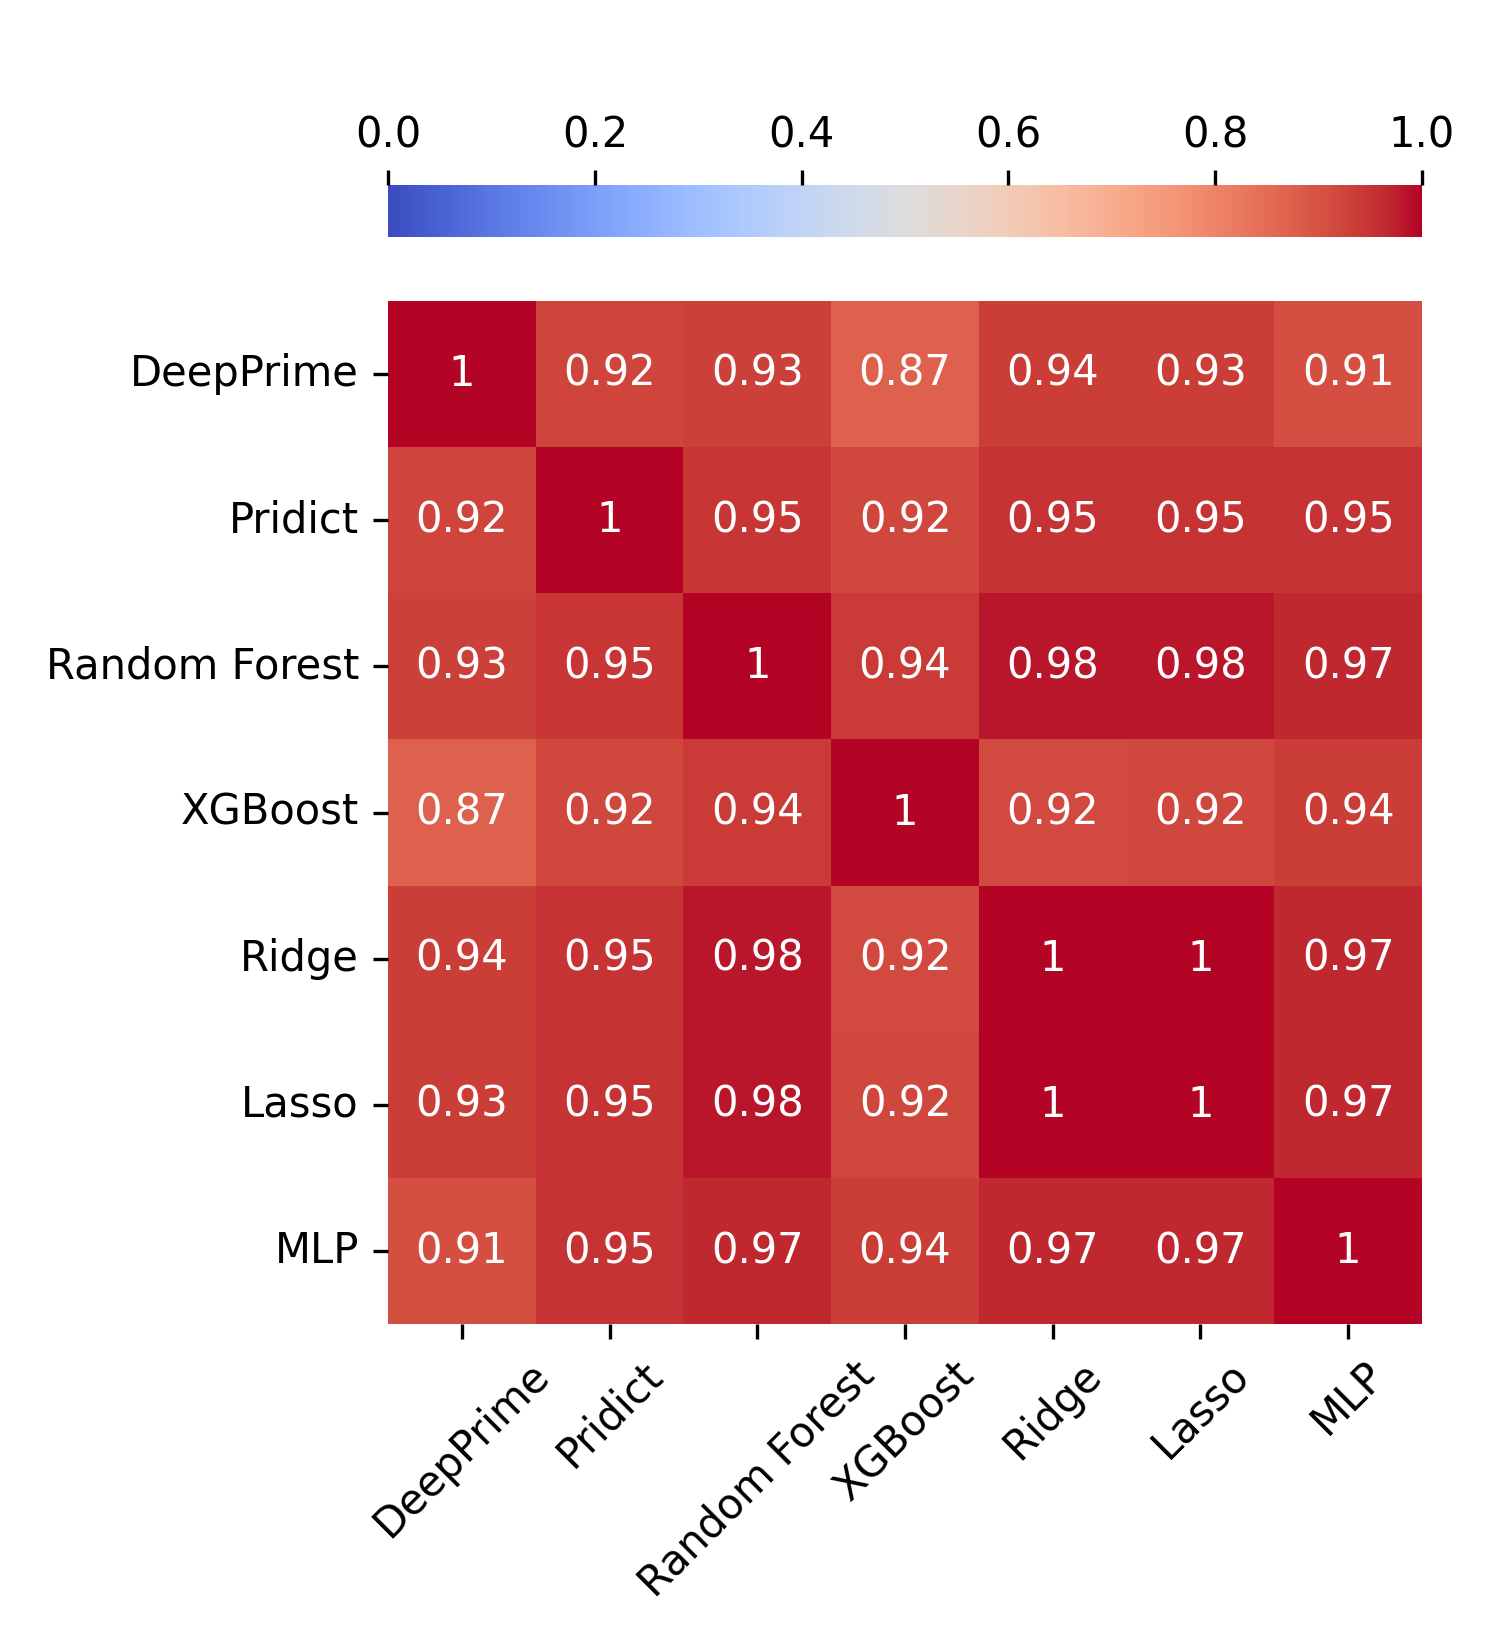 0.0 0.2 0.4 0.6 0.8 1.0
DeepPrime 1 0.92 0.93 0.87 0.94 0.93 0.91
Pridict 0.92 1 0.95 0.92 0.95 0.95 0.95
Random Forest 0.93 0.95 1 0.94 0.98 0.98 0.97
XGBoost 0.87 0.92 0.94 1 0.92 0.92 0.94
Ridge 0.94 0.95 0.98 0.92 1 1 0.97
Lasso 0.93 0.95 0.98 0.92 1 1 0.97
MLP 0.91 0.95 0.97 0.94 0.97 0.97 1
DeepPrime Pridict Random Forest XGBoost Ridge Lasso MLP